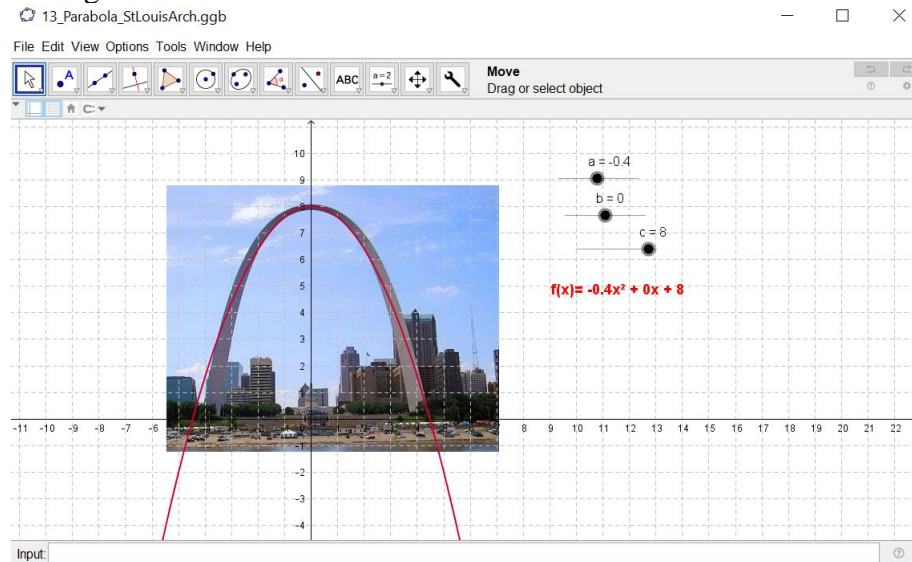 13_Parabola_StLouisArch.ggb
File Edit View Options Tools Window Help
A
ABC
a=2
Move
Drag or select object
10
9
8
7
6
5
4
3
2
-1
-2
-3
-4
-11 -10 -9 -8 -7 -6 8 9 10 11 12 13 14 15 16 17 18 19 20 21 22
a = -0.4
b = 0
c = 8
f(x)= -0.4x² + 0x + 8
Input: